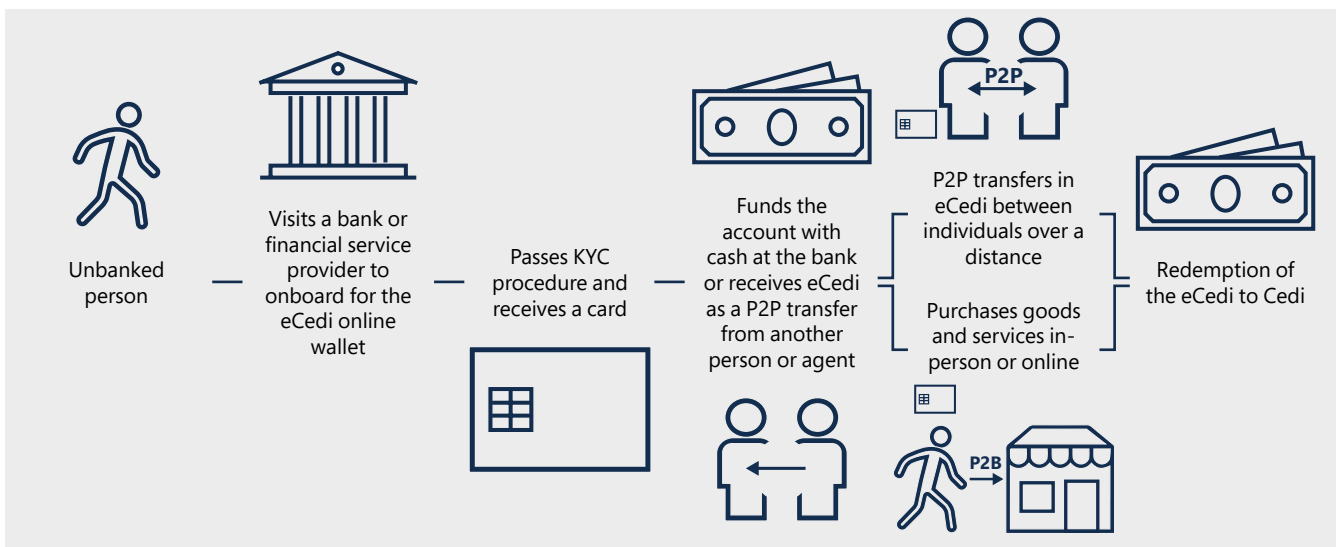 Unbanked
person
Visits a bank or
financial service
provider to
onboard for the
eCedi online
wallet
Passes KYC
procedure and
receives a card
Funds the
account with
cash at the bank
or receives eCedi
as a P2P transfer
from another
person or agent
P2P
P2P transfers in
eCedi between
individuals over a
distance
Purchases goods
and services in-
person or online
P2B
Redemption of
the eCedi to Cedi